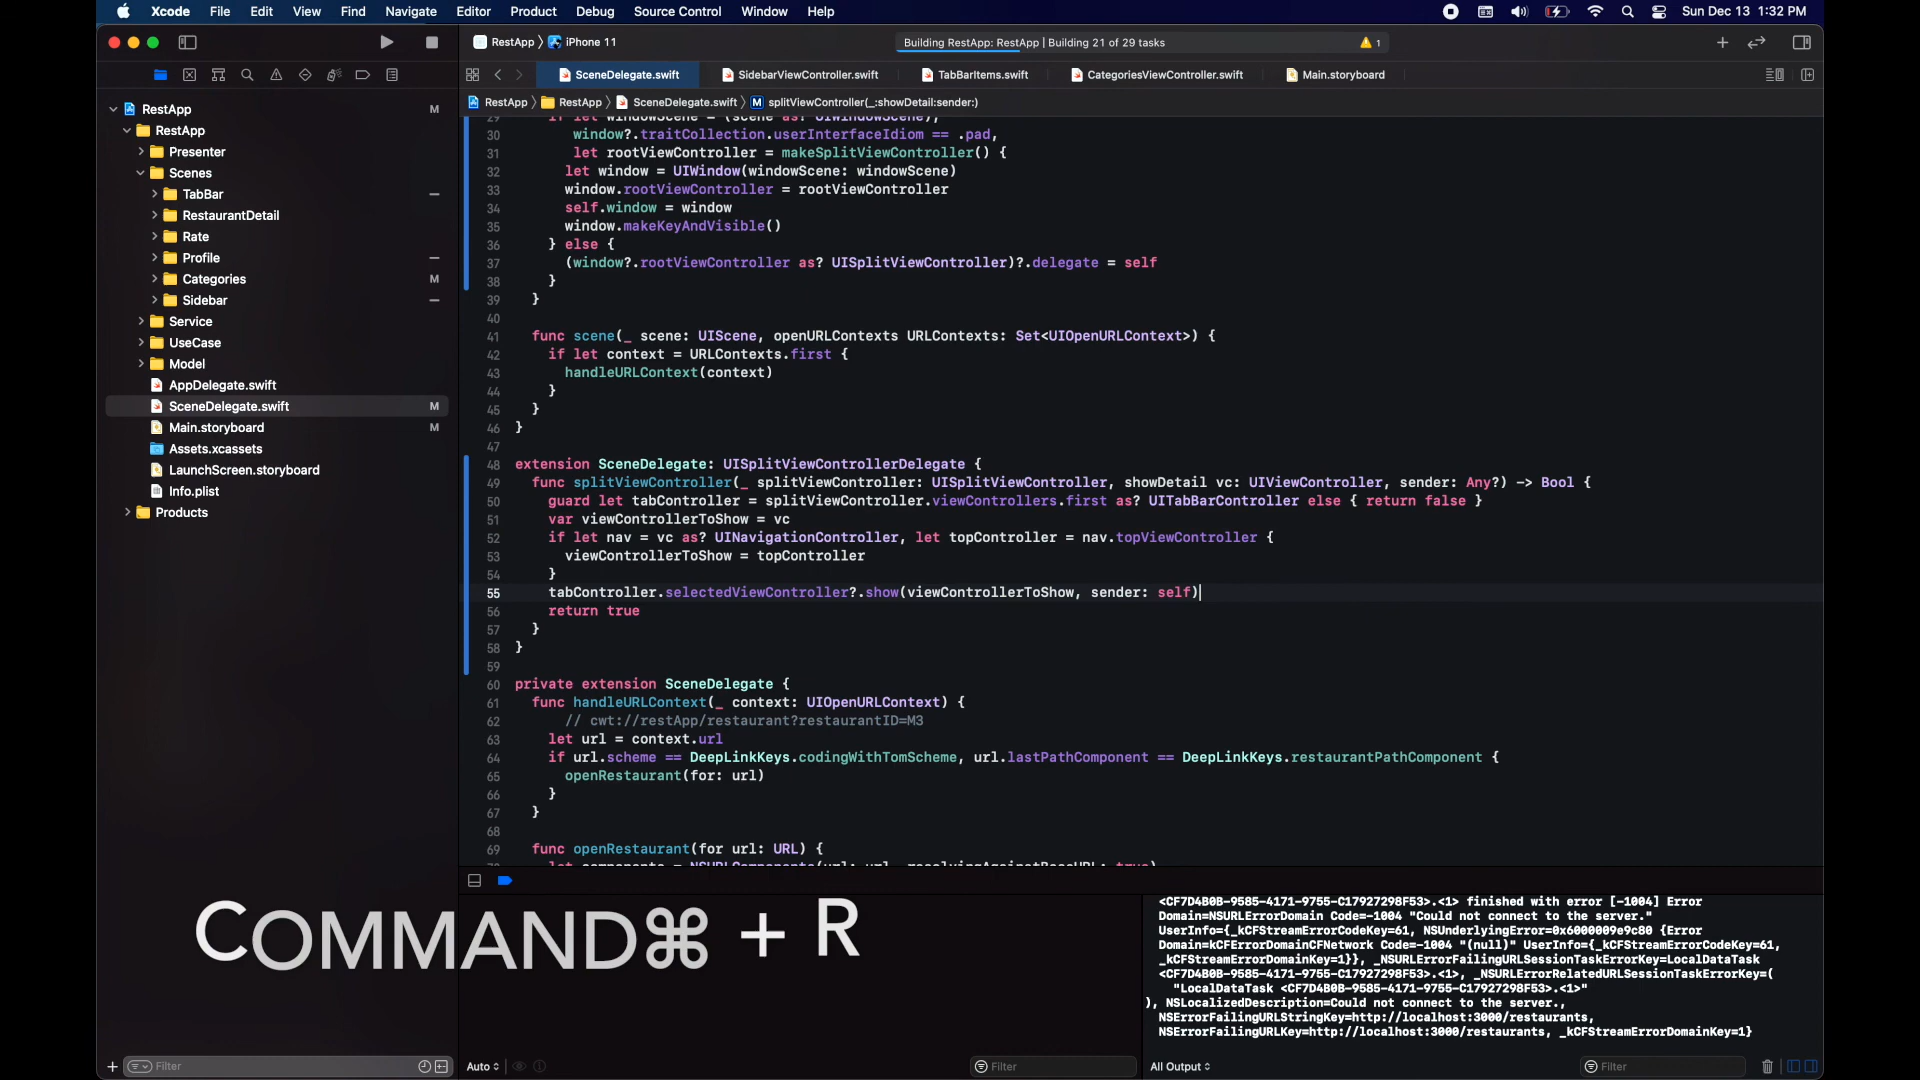 Xcode File Edit View Find Navigate Editor Product Debug Source Control Window Help Sun Dec 13 1:32 PM
RestApp iPhone 11 Building RestApp: RestApp | Building 21 of 29 tasks 1
SceneDelegate.swift SidebarViewController.swift TabBarItems.swift CategoriesViewController.swift Main.storyboard
RestApp RestApp SceneDelegate.swift M splitViewController(_:showDetail:sender:)
RestApp M
RestApp
Presenter
Scenes
TabBar
RestaurantDetail
Rate
Profile
Categories M
Sidebar
Service
UseCase
Model
AppDelegate.swift
SceneDelegate.swift M
Main.storyboard M
Assets.xcassets
LaunchScreen.storyboard
Info.plist
Products
29 if let windowScene = (scene as? UIWindowScene),
30 window?.traitCollection.userInterfaceIdiom == .pad,
31 let rootViewController = makeSplitViewController() {
32 let window = UIWindow(windowScene: windowScene)
33 window.rootViewController = rootViewController
34 self.window = window
35 window.makeKeyAndVisible()
36 } else {
37 (window?.rootViewController as? UISplitViewController)?.delegate = self
38 }
39 }
40
41 func scene(_ scene: UIScene, openURLContexts URLContexts: Set<UIOpenURLContext>) {
42 if let context = URLContexts.first {
43 handleURLContext(context)
44 }
45 }
46 }
47
48 extension SceneDelegate: UISplitViewControllerDelegate {
49 func splitViewController(_ splitViewController: UISplitViewController, showDetail vc: UIViewController, sender: Any?) -> Bool {
50 guard let tabController = splitViewController.viewControllers.first as? UITabBarController else { return false }
51 var viewControllerToShow = vc
52 if let nav = vc as? UINavigationController, let topController = nav.topViewController {
53 viewControllerToShow = topController
54 }
55 tabController.selectedViewController?.show(viewControllerToShow, sender: self)
56 return true
57 }
58 }
59
60 private extension SceneDelegate {
61 func handleURLContext(_ context: UIOpenURLContext) {
62 // cwt://restApp/restaurant?restaurantID=M3
63 let url = context.url
64 if url.scheme == DeepLinkKeys.codingWithTomScheme, url.lastPathComponent == DeepLinkKeys.restaurantPathComponent {
65 openRestaurant(for: url)
66 }
67 }
68
69 func openRestaurant(for url: URL) {
let components = NSURLComponents(url: url, resolvingAgainstBaseURL: true)
COMMAND⌘ + R
<CF7D4B0B-9585-4171-9755-C17927298F53>.<1> finished with error [-1004] Error
Domain=NSURLErrorDomain Code=-1004 "Could not connect to the server."
UserInfo={_kCFStreamErrorCodeKey=61, NSUnderlyingError=0x6000009e9c80 {Error
Domain=kCFErrorDomainCFNetwork Code=-1004 "(null)" UserInfo={_kCFStreamErrorCodeKey=61,
_kCFStreamErrorDomainKey=1}}, _NSURLErrorFailingURLSessionTaskErrorKey=LocalDataTask
<CF7D4B0B-9585-4171-9755-C17927298F53>.<1>, _NSURLErrorRelatedURLSessionTaskErrorKey=(
"LocalDataTask <CF7D4B0B-9585-4171-9755-C17927298F53>.<1>"
), NSLocalizedDescription=Could not connect to the server.,
NSErrorFailingURLStringKey=http://localhost:3000/restaurants,
NSErrorFailingURLKey=http://localhost:3000/restaurants, _kCFStreamErrorDomainKey=1}
Filter Auto Filter All Output Filter